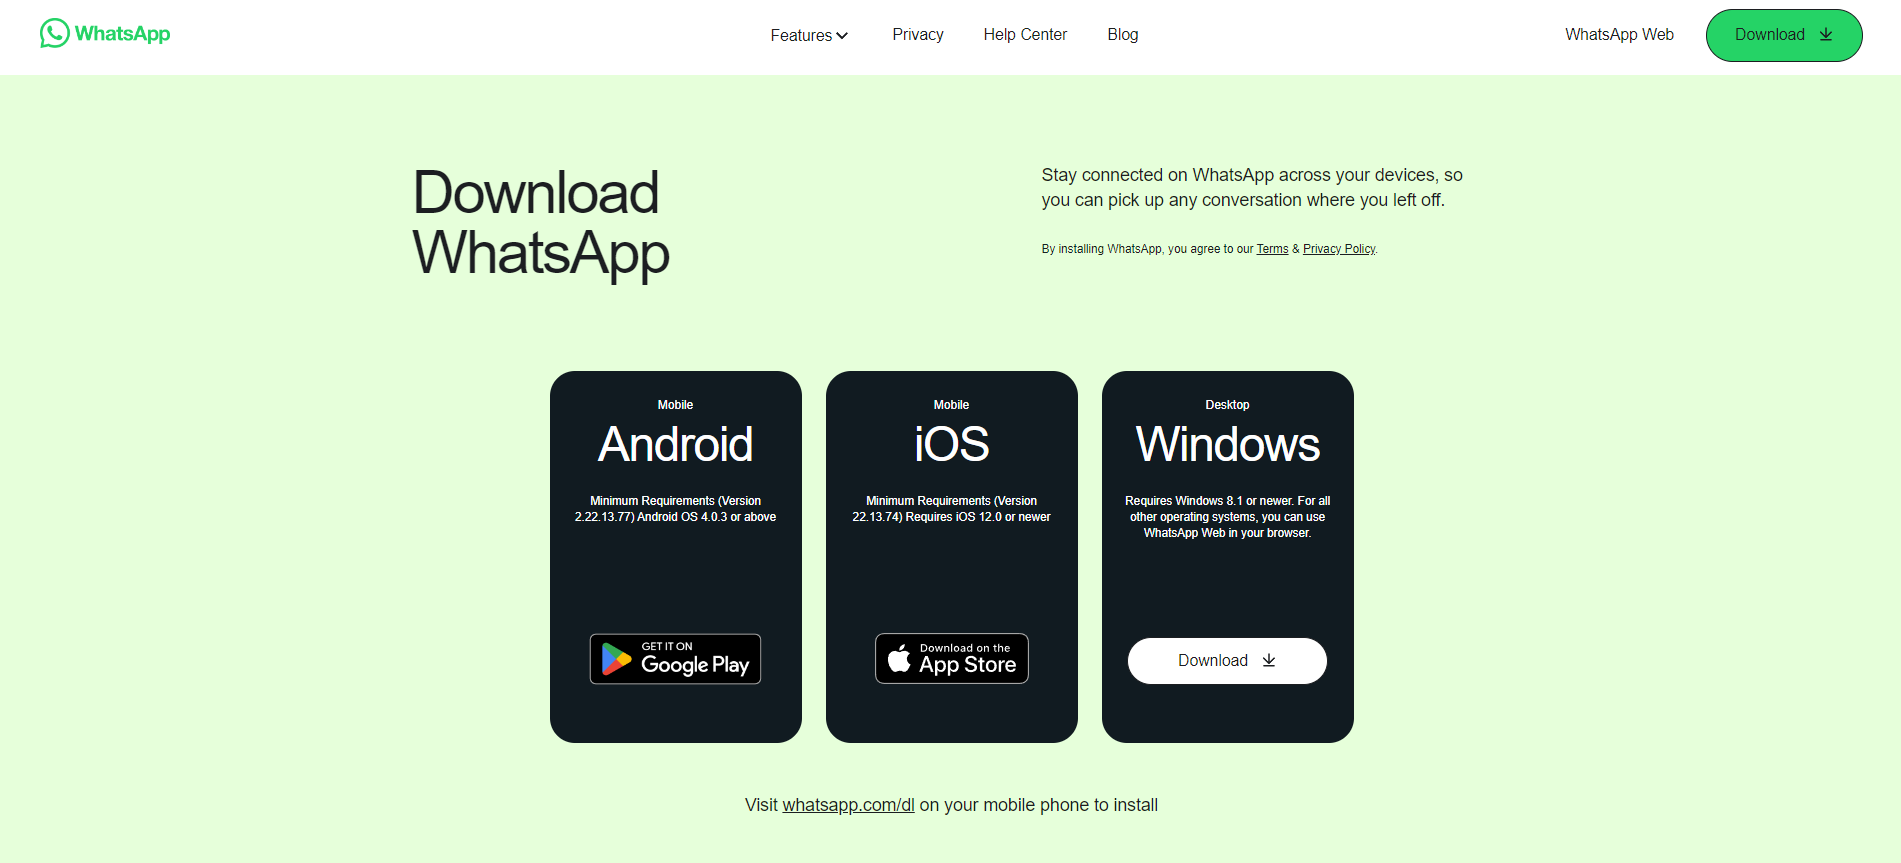 WhatsApp
Features
Privacy
Help Center
Blog
WhatsApp Web
Download
Download
WhatsApp
Stay connected on WhatsApp across your devices, so
you can pick up any conversation where you left off.
By installing WhatsApp, you agree to our Terms & Privacy Policy.
Mobile
Android
Minimum Requirements (Version
2.22.13.77) Android OS 4.0.3 or above
GET IT ON
Google Play
Mobile
iOS
Minimum Requirements (Version
22.13.74) Requires iOS 12.0 or newer
Download on the
App Store
Desktop
Windows
Requires Windows 8.1 or newer. For all
other operating systems, you can use
WhatsApp Web in your browser.
Download
Visit whatsapp.com/dl on your mobile phone to install